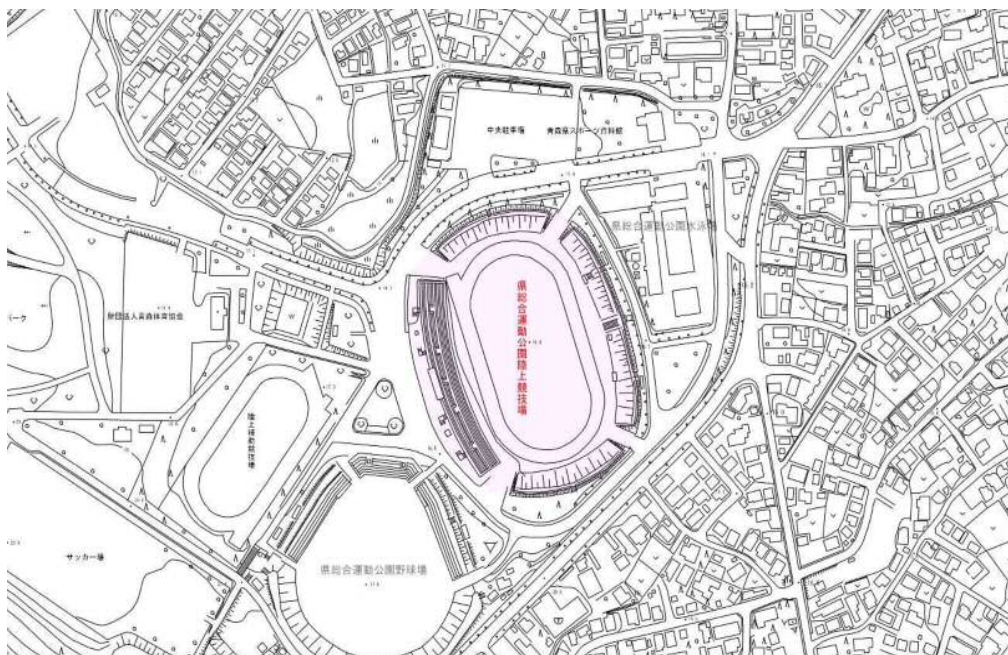 中央駐車場
青森県スポーツ資料館
県総合運動公園水泳場
県総合運動公園陸上競技場
財団法人青森体育協会
パーク
陸上補助競技場
サッカー場
県総合運動公園野球場
W